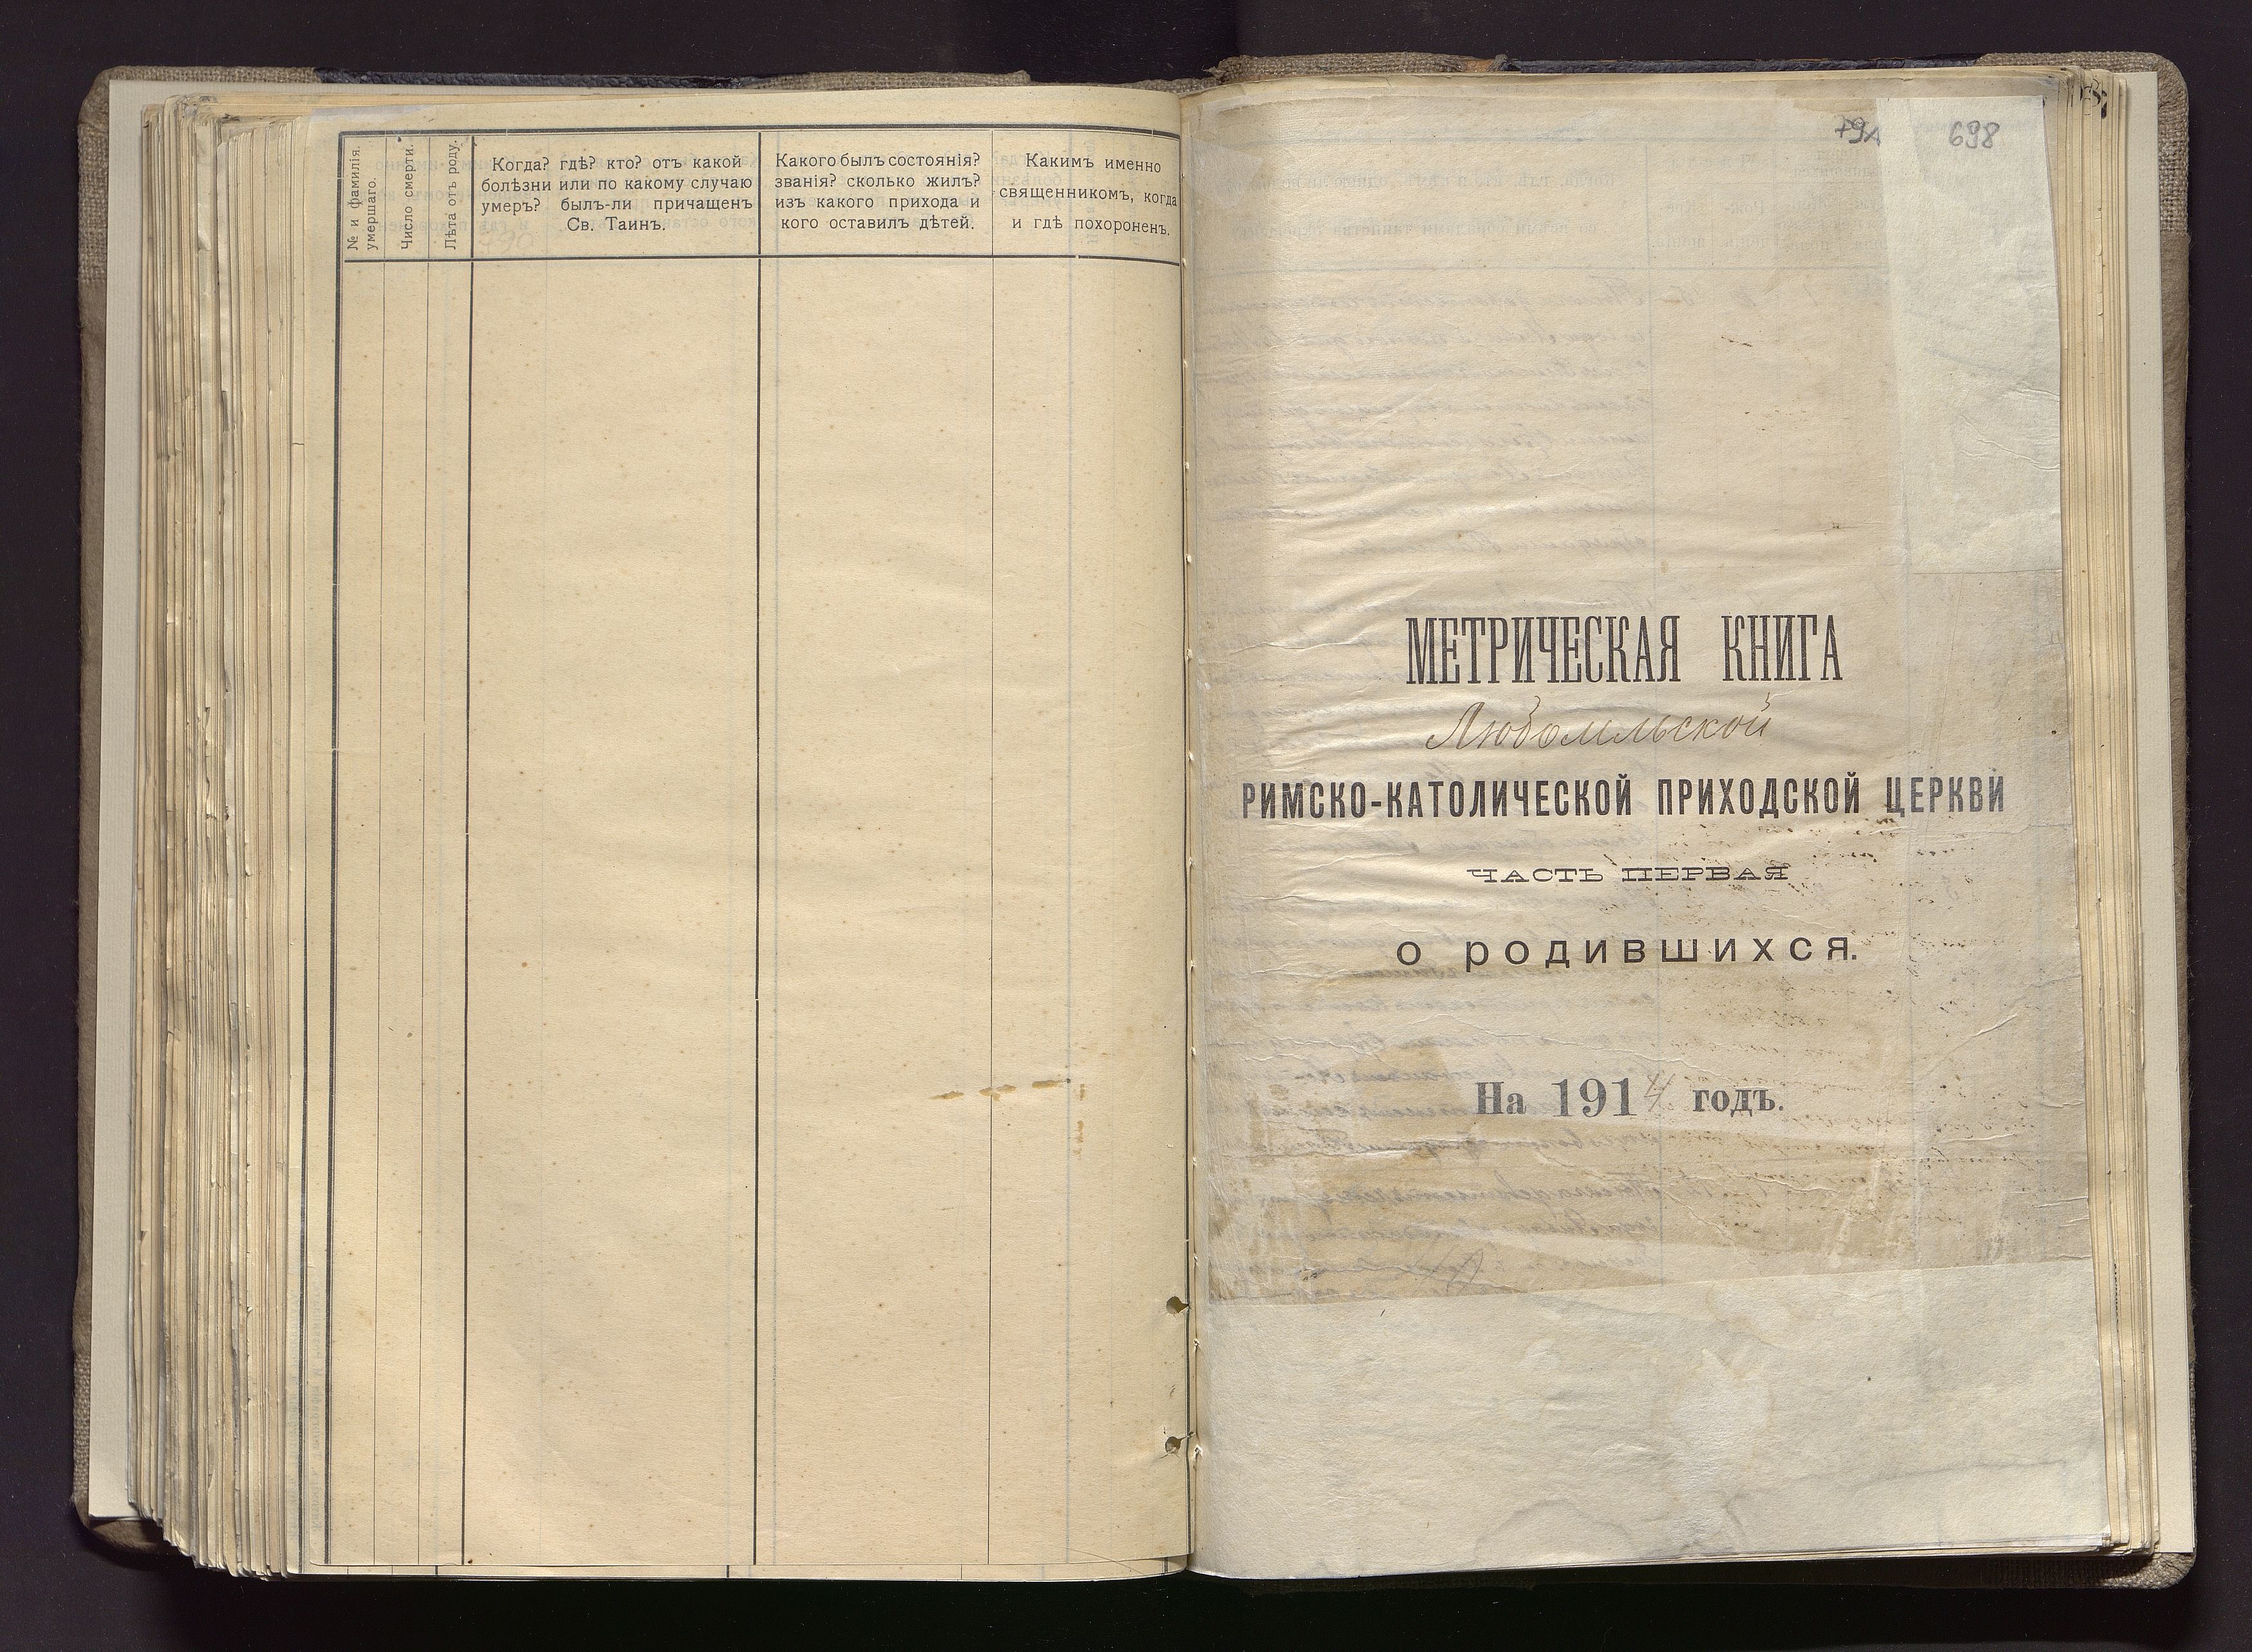 № и фамилія
умершаго.
Число смерти.
Лѣта отъ роду.
Когда? гдѣ? кто? отъ какой
болѣзни или по какому случаю
умеръ? былъ-ли причащенъ
Св. Таинъ.
Какого былъ состоянія?
званія? сколько жилъ?
изъ какого прихода и
кого оставилъ дѣтей.
Какимъ именно
священникомъ, когда
и гдѣ похороненъ.
698
МЕТРИЧЕСКАЯ КНИГА
Любомльской
РИМСКО-КАТОЛИЧЕСКОЙ ПРИХОДСКОЙ ЦЕРКВИ
ЧАСТЬ ПЕРВАЯ
О РОДИВШИХСЯ.
На 1914 годъ.